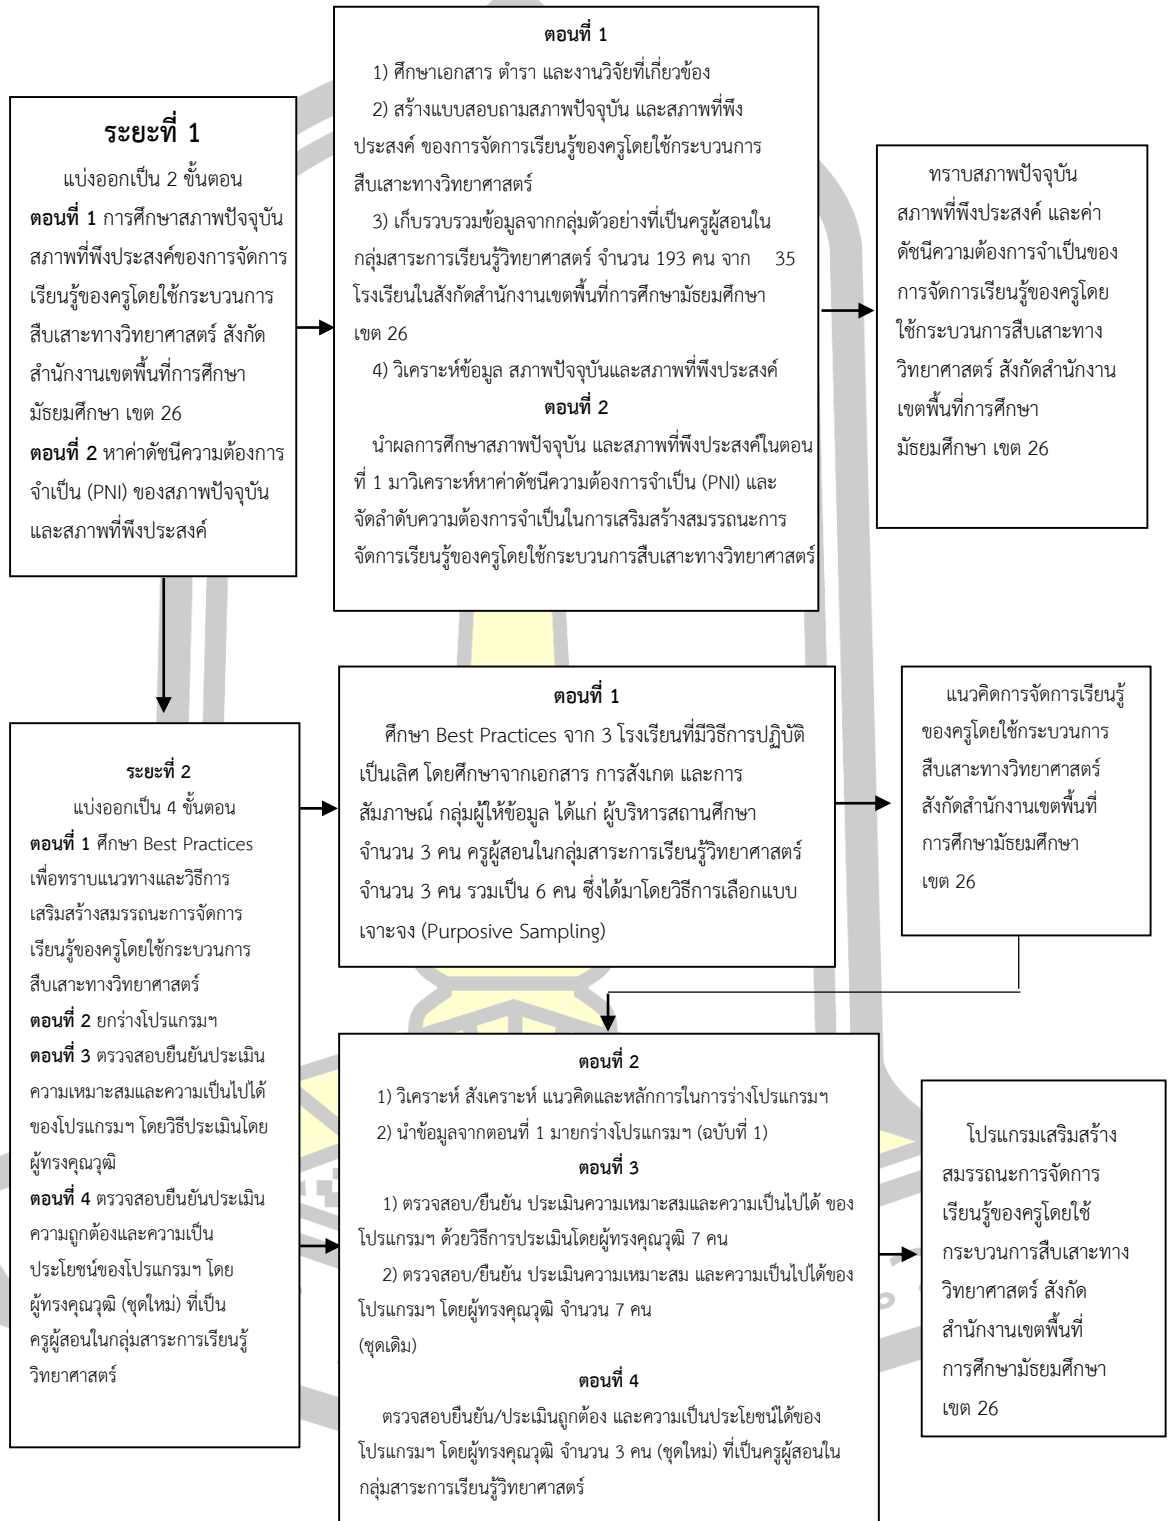 ระยะที่ 1
แบ่งออกเป็น 2 ขั้นตอน
ตอนที่ 1 การศึกษาสภาพปัจจุบัน
สภาพที่พึงประสงค์ของการจัดการ
เรียนรู้ของครูโดยใช้กระบวนการ
สืบเสาะทางวิทยาศาสตร์ สังกัด
สำนักงานเขตพื้นที่การศึกษา
มัธยมศึกษา เขต 26
ตอนที่ 2 หาค่าดัชนีความต้องการ
จำเป็น (PNI) ของสภาพปัจจุบัน
และสภาพที่พึงประสงค์
ตอนที่ 1
1) ศึกษาเอกสาร ตำรา และงานวิจัยที่เกี่ยวข้อง
2) สร้างแบบสอบถามสภาพปัจจุบัน และสภาพที่พึง
ประสงค์ ของการจัดการเรียนรู้ของครูโดยใช้กระบวนการ
สืบเสาะทางวิทยาศาสตร์
3) เก็บรวบรวมข้อมูลจากกลุ่มตัวอย่างที่เป็นครูผู้สอนใน
กลุ่มสาระการเรียนรู้วิทยาศาสตร์ จำนวน 193 คน จาก 35
โรงเรียนในสังกัดสำนักงานเขตพื้นที่การศึกษามัธยมศึกษา
เขต 26
4) วิเคราะห์ข้อมูล สภาพปัจจุบันและสภาพที่พึงประสงค์
ตอนที่ 2
นำผลการศึกษาสภาพปัจจุบัน และสภาพที่พึงประสงค์ในตอน
ที่ 1 มาวิเคราะห์หาค่าดัชนีความต้องการจำเป็น (PNI) และ
จัดลำดับความต้องการจำเป็นในการเสริมสร้างสมรรถนะการ
จัดการเรียนรู้ของครูโดยใช้กระบวนการสืบเสาะทางวิทยาศาสตร์
ทราบสภาพปัจจุบัน
สภาพที่พึงประสงค์ และค่า
ดัชนีความต้องการจำเป็นของ
การจัดการเรียนรู้ของครูโดย
ใช้กระบวนการสืบเสาะทาง
วิทยาศาสตร์ สังกัดสำนักงาน
เขตพื้นที่การศึกษา
มัธยมศึกษา เขต 26
ระยะที่ 2
แบ่งออกเป็น 4 ขั้นตอน
ตอนที่ 1 ศึกษา Best Practices
เพื่อทราบแนวทางและวิธีการ
เสริมสร้างสมรรถนะการจัดการ
เรียนรู้ของครูโดยใช้กระบวนการ
สืบเสาะทางวิทยาศาสตร์
ตอนที่ 2 ยกร่างโปรแกรมฯ
ตอนที่ 3 ตรวจสอบยืนยันประเมิน
ความเหมาะสมและความเป็นไปได้
ของโปรแกรมฯ โดยวิธีประเมินโดย
ผู้ทรงคุณวุฒิ
ตอนที่ 4 ตรวจสอบยืนยันประเมิน
ความถูกต้องและความเป็น
ประโยชน์ของโปรแกรมฯ โดย
ผู้ทรงคุณวุฒิ (ชุดใหม่) ที่เป็น
ครูผู้สอนในกลุ่มสาระการเรียนรู้
วิทยาศาสตร์
ตอนที่ 1
ศึกษา Best Practices จาก 3 โรงเรียนที่มีวิธีการปฏิบัติ
เป็นเลิศ โดยศึกษาจากเอกสาร การสังเกต และการ
สัมภาษณ์ กลุ่มผู้ให้ข้อมูล ได้แก่ ผู้บริหารสถานศึกษา
จำนวน 3 คน ครูผู้สอนในกลุ่มสาระการเรียนรู้วิทยาศาสตร์
จำนวน 3 คน รวมเป็น 6 คน ซึ่งได้มาโดยวิธีการเลือกแบบ
เจาะจง (Purposive Sampling)
แนวคิดการจัดการเรียนรู้
ของครูโดยใช้กระบวนการ
สืบเสาะทางวิทยาศาสตร์
สังกัดสำนักงานเขตพื้นที่
การศึกษามัธยมศึกษา
เขต 26
ตอนที่ 2
1) วิเคราะห์ สังเคราะห์ แนวคิดและหลักการในการร่างโปรแกรมฯ
2) นำข้อมูลจากตอนที่ 1 มายกร่างโปรแกรมฯ (ฉบับที่ 1)
ตอนที่ 3
1) ตรวจสอบ/ยืนยัน ประเมินความเหมาะสมและความเป็นไปได้ ของ
โปรแกรมฯ ด้วยวิธีการประเมินโดยผู้ทรงคุณวุฒิ 7 คน
2) ตรวจสอบ/ยืนยัน ประเมินความเหมาะสม และความเป็นไปได้ของ
โปรแกรมฯ โดยผู้ทรงคุณวุฒิ จำนวน 7 คน
(ชุดเดิม)
ตอนที่ 4
ตรวจสอบยืนยัน/ประเมินถูกต้อง และความเป็นประโยชน์ได้ของ
โปรแกรมฯ โดยผู้ทรงคุณวุฒิ จำนวน 3 คน (ชุดใหม่) ที่เป็นครูผู้สอนใน
กลุ่มสาระการเรียนรู้วิทยาศาสตร์
โปรแกรมเสริมสร้าง
สมรรถนะการจัดการ
เรียนรู้ของครูโดยใช้
กระบวนการสืบเสาะทาง
วิทยาศาสตร์ สังกัด
สำนักงานเขตพื้นที่
การศึกษามัธยมศึกษา
เขต 26